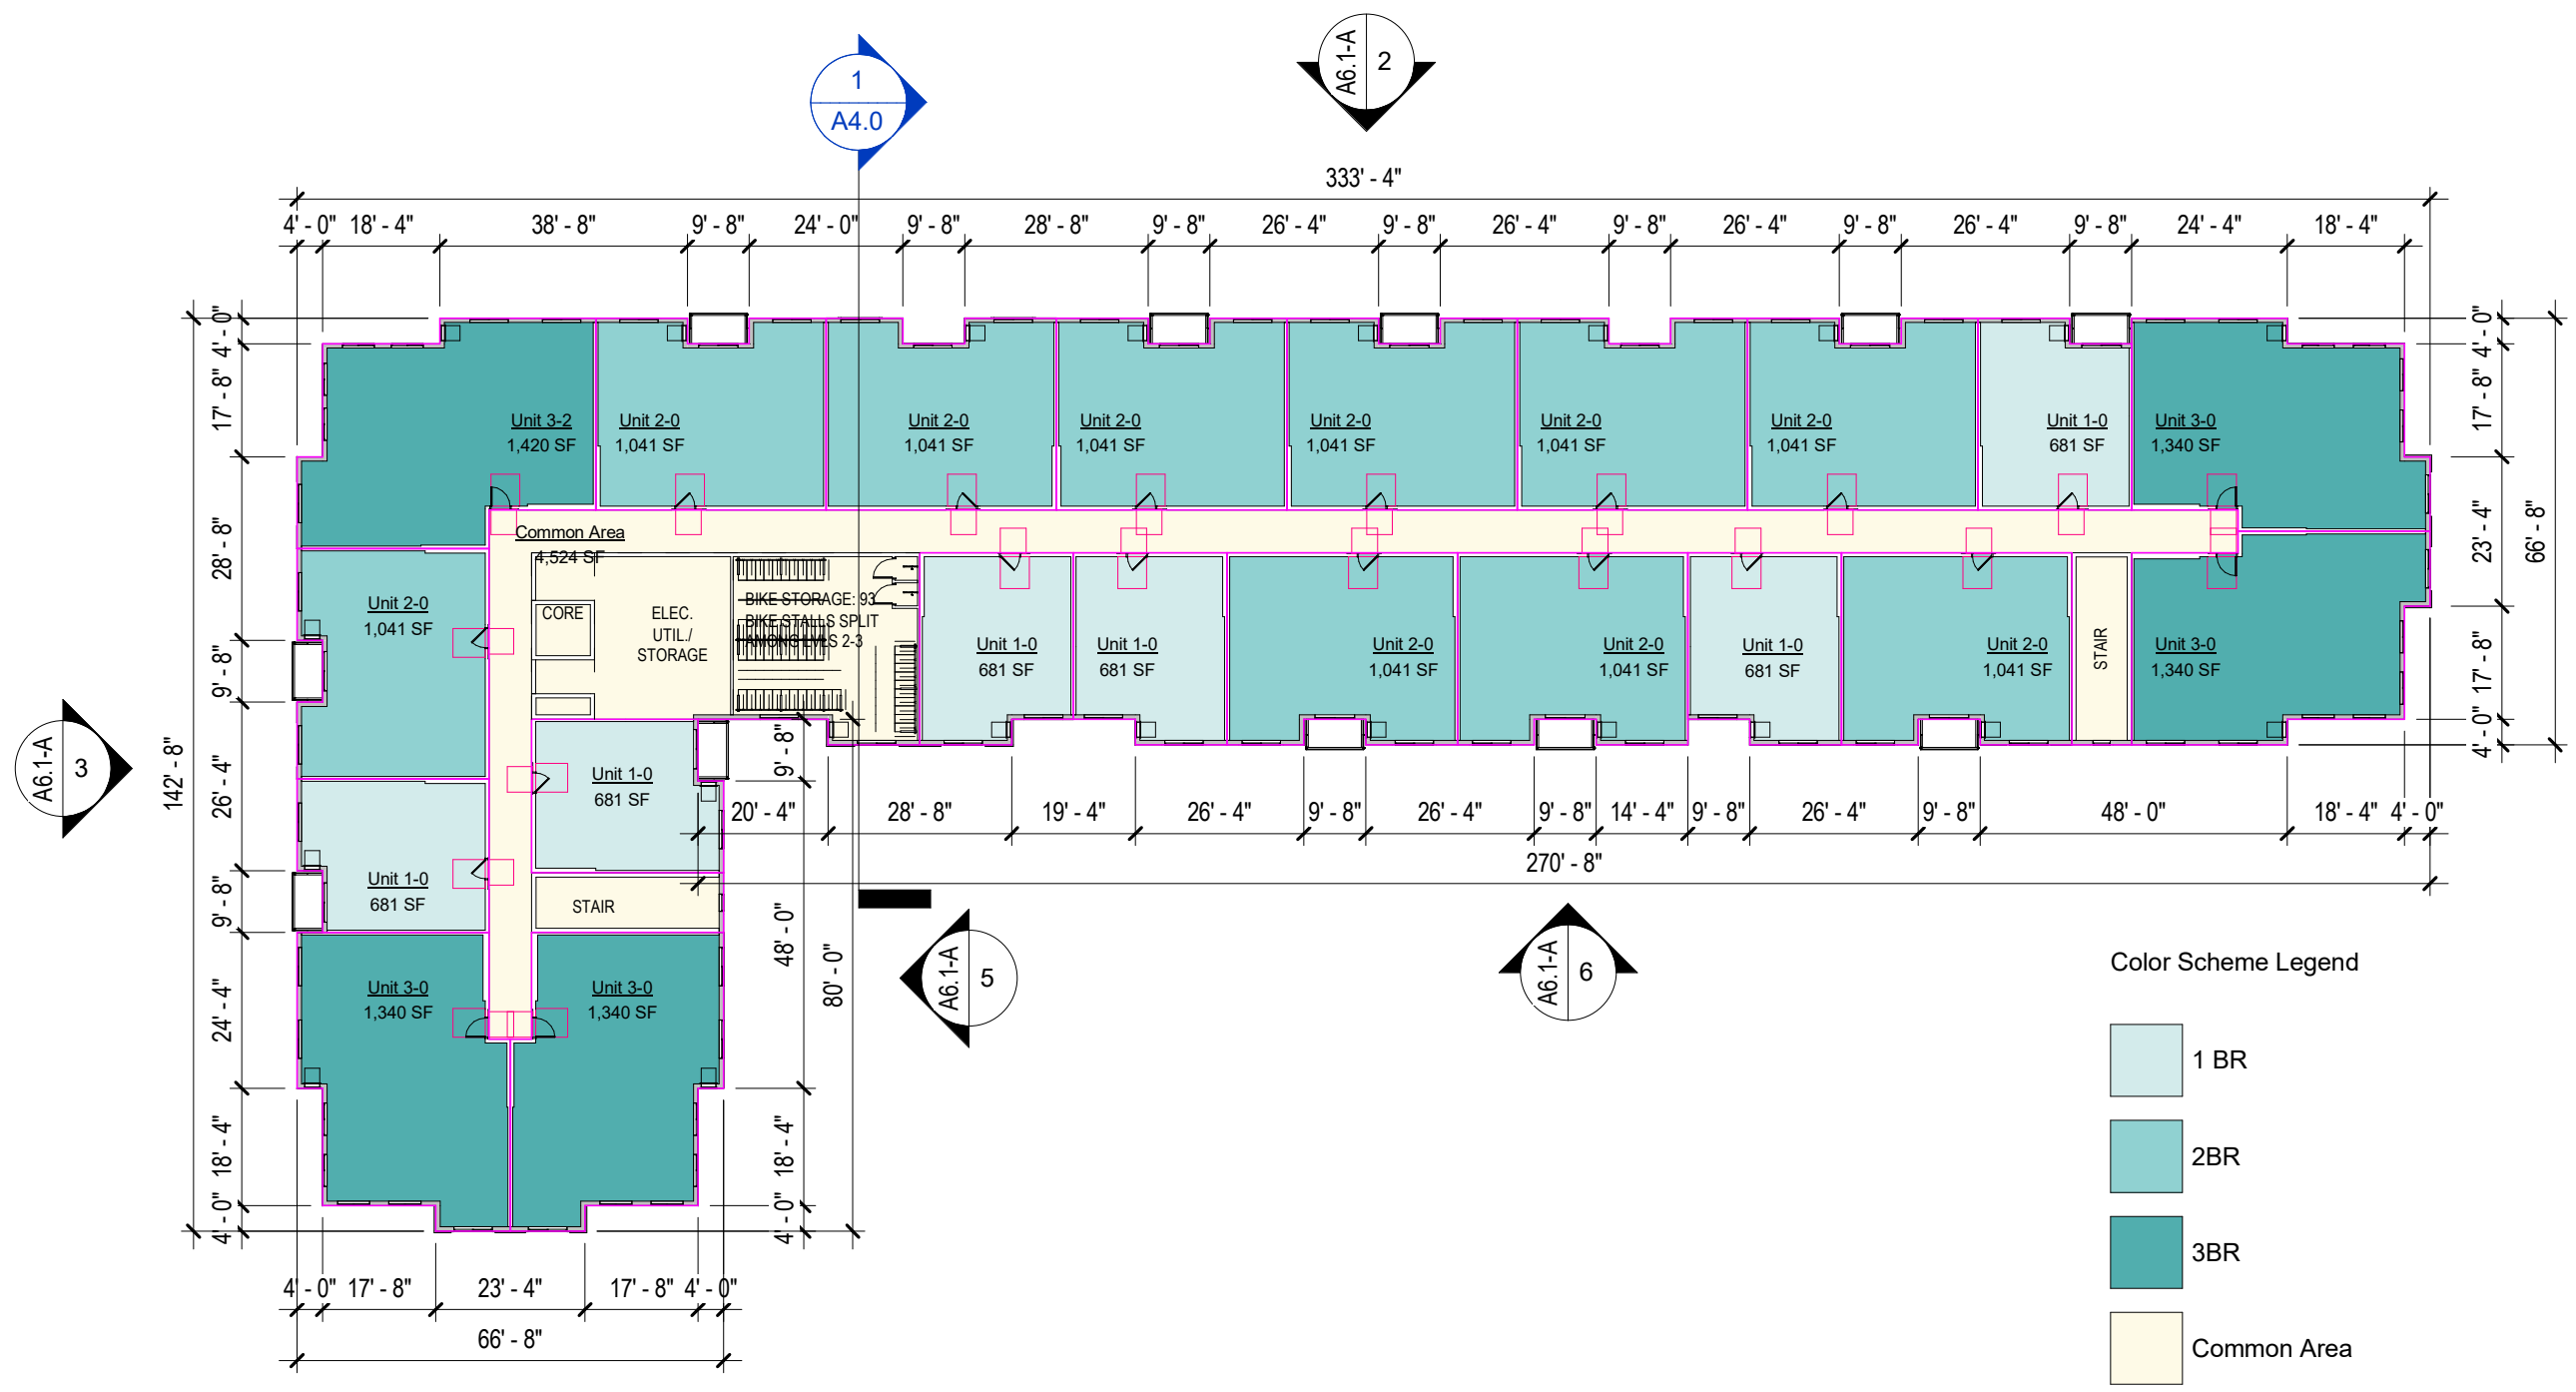 1
A4.0
A6.1-A
2
333' - 4"
4' - 0"
18' - 4"
38' - 8"
9' - 8"
24' - 0"
9' - 8"
28' - 8"
9' - 8"
26' - 4"
9' - 8"
26' - 4"
9' - 8"
26' - 4"
9' - 8"
26' - 4"
9' - 8"
24' - 4"
18' - 4"
142' - 8"
4' - 0"
17' - 8"
28' - 8"
9' - 8"
26' - 4"
9' - 8"
24' - 4"
18' - 4"
4' - 0"
Unit 3-2
1,420 SF
Unit 2-0
1,041 SF
Unit 2-0
1,041 SF
Unit 2-0
1,041 SF
Unit 2-0
1,041 SF
Unit 2-0
1,041 SF
Unit 2-0
1,041 SF
Unit 1-0
681 SF
Unit 3-0
1,340 SF
4' - 0"
17' - 8"
23' - 4"
17' - 8"
4' - 0"
66' - 8"
Common Area
4,524 SF
CORE
ELEC.
UTIL./
STORAGE
BIKE STORAGE: 93
BIKE STALLS SPLIT
AMONG LVLS 2-3
Unit 2-0
1,041 SF
Unit 1-0
681 SF
Unit 1-0
681 SF
Unit 2-0
1,041 SF
Unit 2-0
1,041 SF
Unit 1-0
681 SF
Unit 2-0
1,041 SF
STAIR
Unit 3-0
1,340 SF
A6.1-A
3
Unit 1-0
681 SF
Unit 1-0
681 SF
STAIR
9' - 8"
20' - 4"
28' - 8"
19' - 4"
26' - 4"
9' - 8"
26' - 4"
9' - 8"
14' - 4"
9' - 8"
26' - 4"
9' - 8"
48' - 0"
18' - 4"
4' - 0"
270' - 8"
Unit 3-0
1,340 SF
Unit 3-0
1,340 SF
48' - 0"
80' - 0"
18' - 4"
4' - 0"
A6.1-A
5
A6.1-A
6
4' - 0"
17' - 8"
23' - 4"
17' - 8"
4' - 0"
66' - 8"
Color Scheme Legend
1 BR
2BR
3BR
Common Area